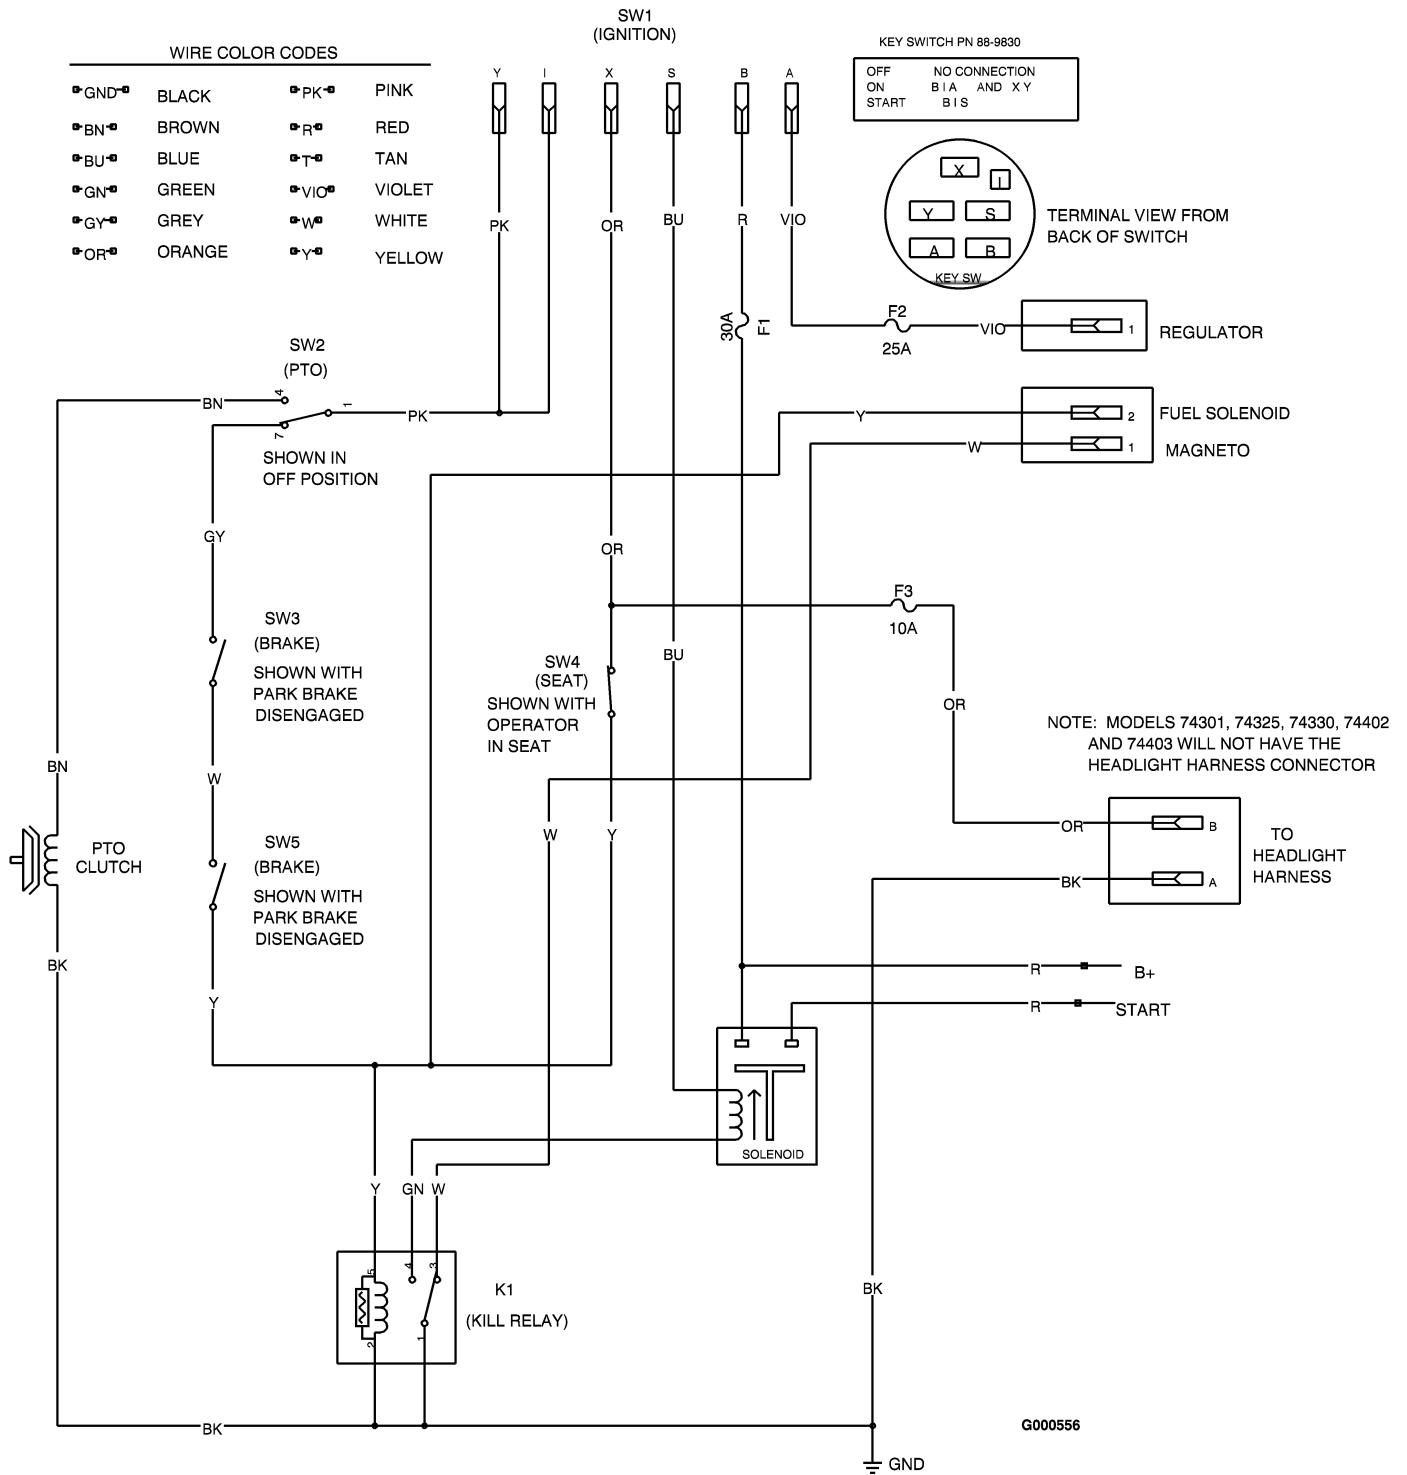 SW1
(IGNITION)
WIRE COLOR CODES
GND BLACK
BN BROWN
BU BLUE
GN GREEN
GY GREY
OR ORANGE
PK PINK
R RED
T TAN
VIO VIOLET
W WHITE
Y YELLOW
Y I X S B A
KEY SWITCH PN 88-9830
OFF NO CONNECTION
ON B I A AND X Y
START B I S
X
I
Y S
A B
KEY SW
TERMINAL VIEW FROM
BACK OF SWITCH
PK
OR
BU
R
VIO
30A
F1
F2
25A
VIO
1
REGULATOR
SW2
(PTO)
4
1
7
BN
PK
SHOWN IN
OFF POSITION
Y
2
FUEL SOLENOID
W
1
MAGNETO
GY
OR
F3
10A
SW3
(BRAKE)
SHOWN WITH
PARK BRAKE
DISENGAGED
SW4
(SEAT)
SHOWN WITH
OPERATOR
IN SEAT
BU
OR
NOTE: MODELS 74301, 74325, 74330, 74402
AND 74403 WILL NOT HAVE THE
HEADLIGHT HARNESS CONNECTOR
BN
W
W
Y
OR
B
BK
A
TO
HEADLIGHT
HARNESS
PTO
CLUTCH
SW5
(BRAKE)
SHOWN WITH
PARK BRAKE
DISENGAGED
BK
Y
R
B+
R
START
SOLENOID
Y
GN
W
5
4
3
2
1
K1
(KILL RELAY)
BK
BK
G000556
GND